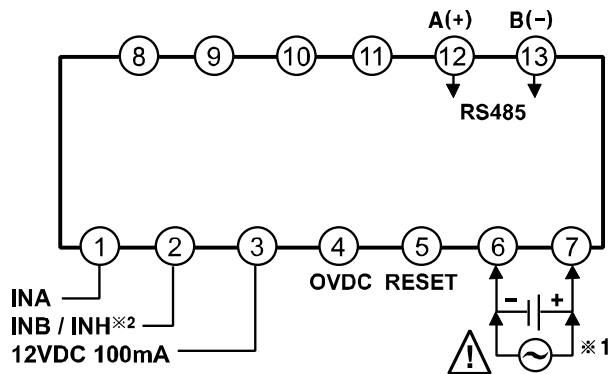 A(+) B(-)
8 9 10 11 12 13
RS485
1 2 3 4 5 6 7
INA
OVDC RESET
- +
INB / INH※2
12VDC 100mA
! ~ ※1